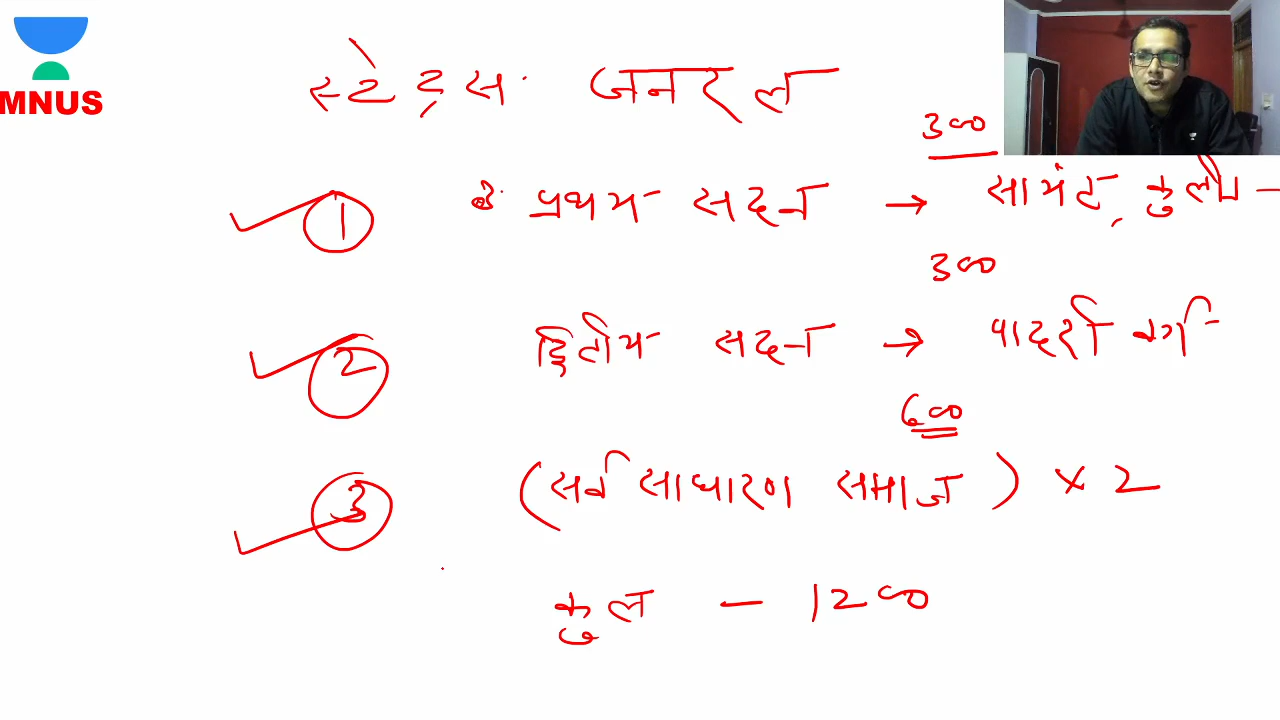 MNUS
स्टेट्स जनरल
300
1 प्रथम सदन → सामंट, कुलीन
300
2 द्वितीय सदन → पादरी वर्ग
600
3 (सर्व साधारण समाज) × 2
कुल - 1200